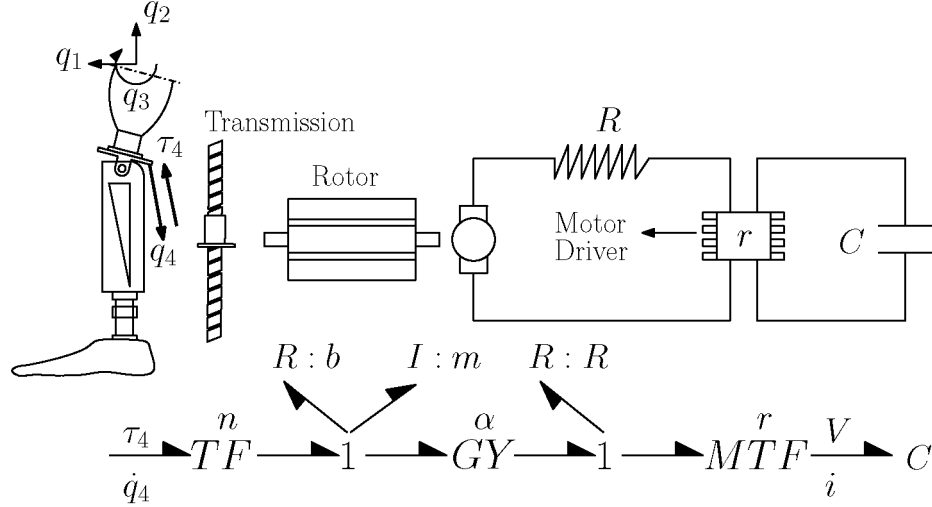 q₂
q₁
q₃
τ₄
q₄
Transmission
Rotor
R
Motor
Driver
r
C
R : b
I : m
R : R
n
α
r
τ₄
q̇₄
TF
1
GY
1
MTF
V
i
C